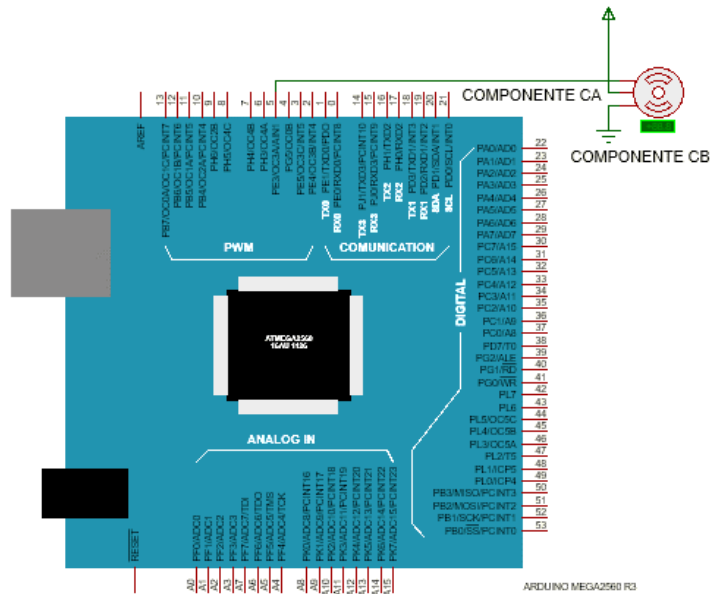 COMPONENTE CA
COMPONENTE CB
AREF
13
12
11
10
9
8
7
6
5
4
3
2
1
0
14
15
16
17
18
19
20
21
PB7/OC0A/OC1C/PCINT7
PB6/OC1B/PCINT6
PB5/OC1A/PCINT5
PB4/OC2A/PCINT4
PH6/OC2B
PH5/OC4C
PH4/OC4B
PH3/OC4A
PE3/OC3A/AIN1
PG5/OC0B
PE5/OC3C/INT5
PE4/OC3B/INT4
TX0 PE1/TXD0/PDO
RX0 PE0/RXD0/PCINT8
TX3 PJ1/TXD3/PCINT10
RX3 PJ0/RXD3/PCINT9
TX2 PH1/TXD2
RX2 PH0/RXD2
TX1 PD3/TXD1/INT3
RX1 PD2/RXD1/INT2
SDA PD1/SDA/INT1
SCL PD0/SCL/INT0
PWM
COMUNICATION
DIGITAL
PA0/AD0 22
PA1/AD1 23
PA2/AD2 24
PA3/AD3 25
PA4/AD4 26
PA5/AD5 27
PA6/AD6 28
PA7/AD7 29
PC7/A15 30
PC6/A14 31
PC5/A13 32
PC4/A12 33
PC3/A11 34
PC2/A10 35
PC1/A9 36
PC0/A8 37
PD7/T0 38
PG2/ALE 39
PG1/RD 40
PG0/WR 41
PL7 42
PL6 43
PL5/OC5C 44
PL4/OC5B 45
PL3/OC5A 46
PL2/T5 47
PL1/ICP5 48
PL0/ICP4 49
PB3/MISO/PCINT3 50
PB2/MOSI/PCINT2 51
PB1/SCK/PCINT1 52
PB0/SS/PCINT0 53
ATMEGA2560
ANALOG IN
RESET
PF0/ADC0
PF1/ADC1
PF2/ADC2
PF3/ADC3
PF7/ADC7/TDI
PF6/ADC6/TDO
PF5/ADC5/TMS
PF4/ADC4/TCK
PK0/ADC8/PCINT16
PK1/ADC9/PCINT17
PK2/ADC10/PCINT18
PK3/ADC11/PCINT19
PK4/ADC12/PCINT20
PK5/ADC13/PCINT21
PK6/ADC14/PCINT22
PK7/ADC15/PCINT23
A0
A1
A2
A3
A7
A6
A5
A4
A8
A9
A10
A11
A12
A13
A14
A15
ARDUINO MEGA2560 R3